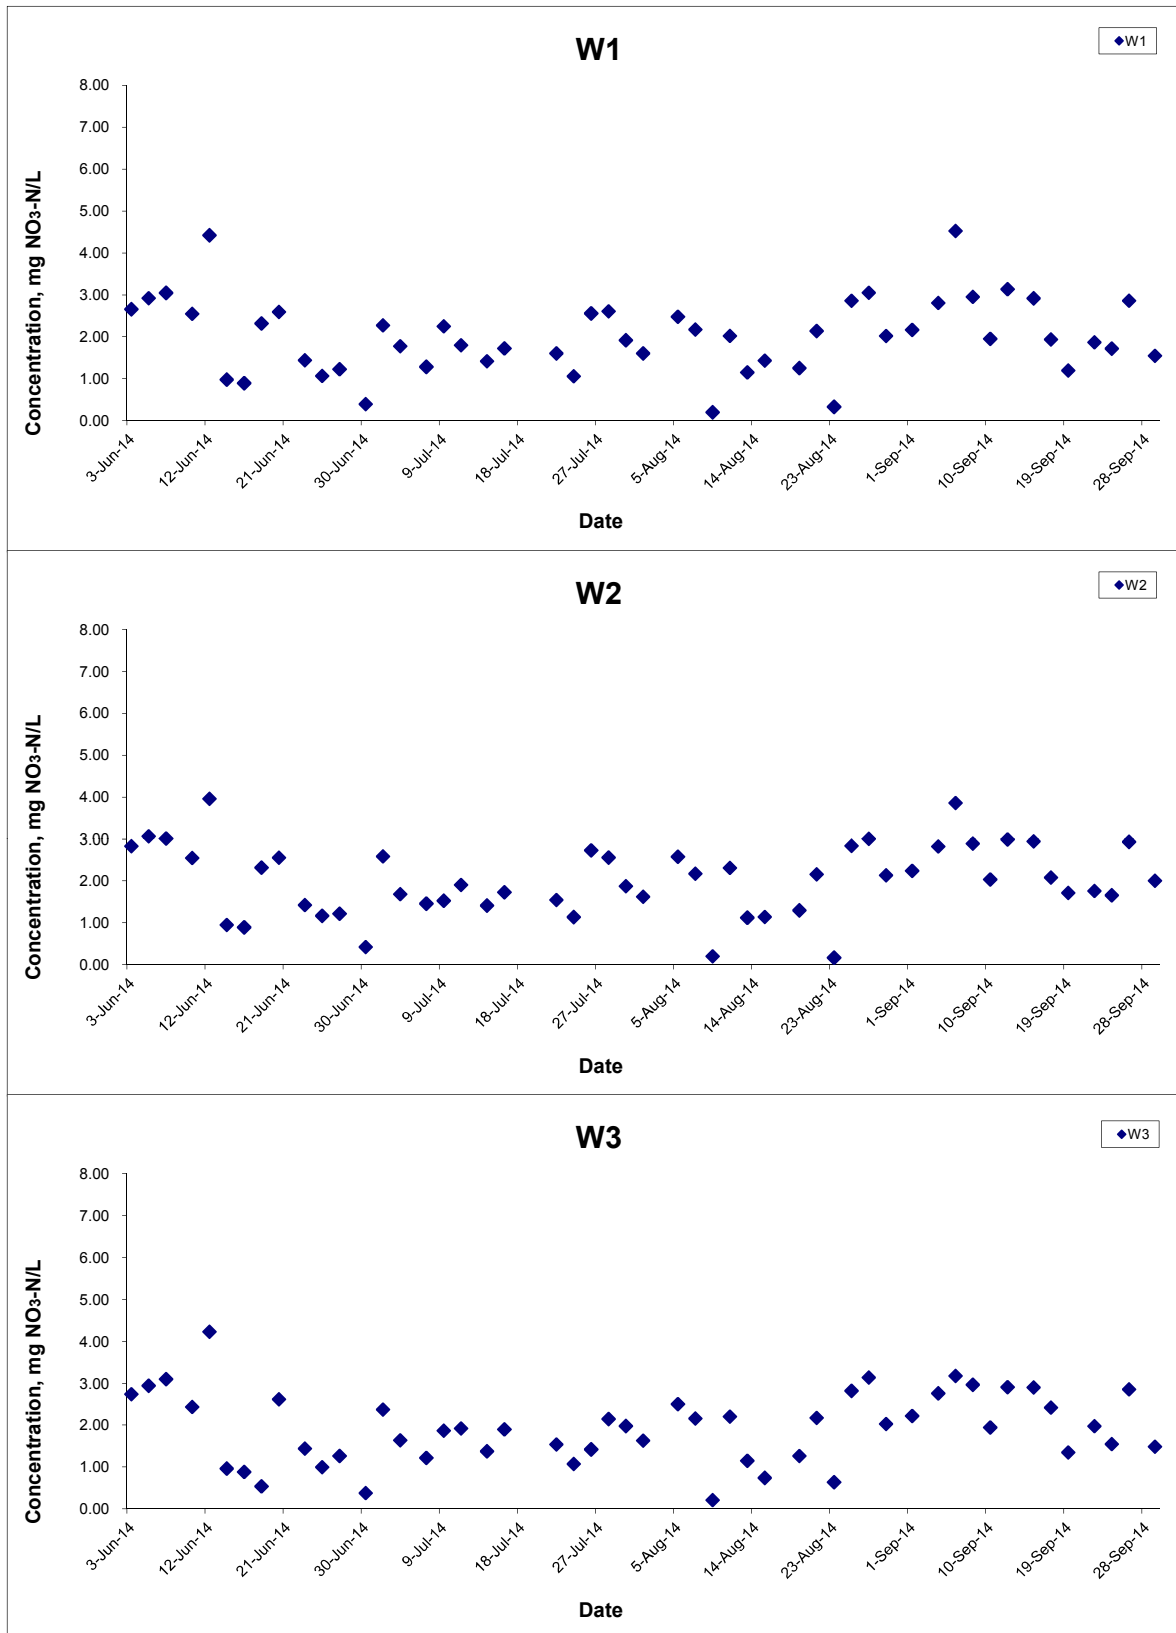 W1
W1
8.00
7.00
6.00
5.00
4.00
3.00
2.00
1.00
0.00
Concentration, mg NO3-N/L
3-Jun-14
12-Jun-14
21-Jun-14
30-Jun-14
9-Jul-14
18-Jul-14
27-Jul-14
5-Aug-14
14-Aug-14
23-Aug-14
1-Sep-14
10-Sep-14
19-Sep-14
28-Sep-14
Date
W2
W2
8.00
7.00
6.00
5.00
4.00
3.00
2.00
1.00
0.00
Concentration, mg NO3-N/L
3-Jun-14
12-Jun-14
21-Jun-14
30-Jun-14
9-Jul-14
18-Jul-14
27-Jul-14
5-Aug-14
14-Aug-14
23-Aug-14
1-Sep-14
10-Sep-14
19-Sep-14
28-Sep-14
Date
W3
W3
8.00
7.00
6.00
5.00
4.00
3.00
2.00
1.00
0.00
Concentration, mg NO3-N/L
3-Jun-14
12-Jun-14
21-Jun-14
30-Jun-14
9-Jul-14
18-Jul-14
27-Jul-14
5-Aug-14
14-Aug-14
23-Aug-14
1-Sep-14
10-Sep-14
19-Sep-14
28-Sep-14
Date